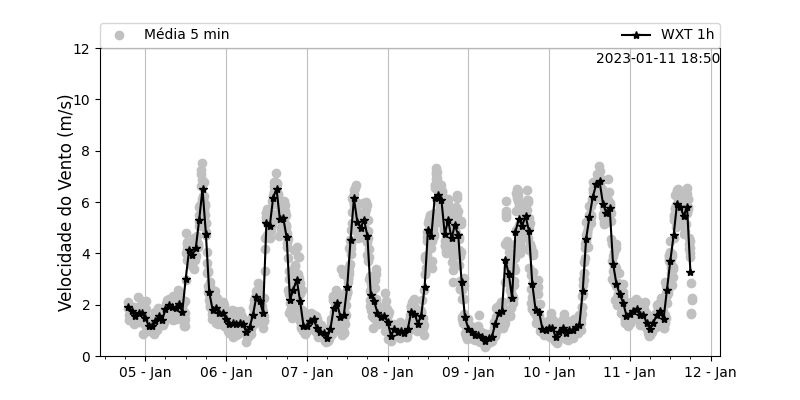 Média 5 min
WXT 1h
2023-01-11 18:50
Velocidade do Vento (m/s)
12
10
8
6
4
2
0
05 - Jan
06 - Jan
07 - Jan
08 - Jan
09 - Jan
10 - Jan
11 - Jan
12 - Jan